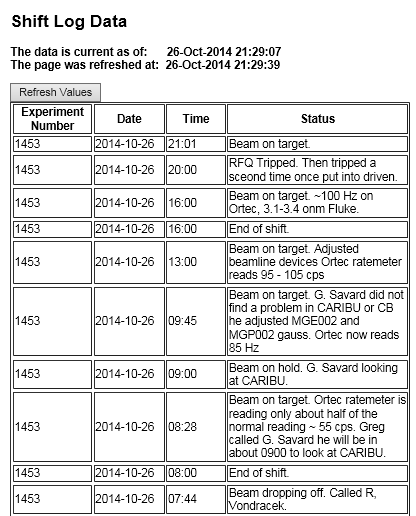 Shift Log Data
The data is current as of: 26-Oct-2014 21:29:07
The page was refreshed at: 26-Oct-2014 21:29:39
Refresh Values
Experiment Number Date Time Status
1453 2014-10-26 21:01 Beam on target.
1453 2014-10-26 20:00 RFQ Tripped. Then tripped a
sceond time once put into driven.
1453 2014-10-26 16:00 Beam on target. ~100 Hz on
Ortec, 3.1-3.4 onm Fluke.
1453 2014-10-26 16:00 End of shift.
1453 2014-10-26 13:00 Beam on target. Adjusted
beamline devices Ortec ratemeter
reads 95 - 105 cps
1453 2014-10-26 09:45 Beam on target. G. Savard did not
find a problem in CARIBU or CB
he adjusted MGE002 and
MGP002 gauss. Ortec now reads
85 Hz
1453 2014-10-26 09:00 Beam on hold. G. Savard looking
at CARIBU.
1453 2014-10-26 08:28 Beam on target. Ortec ratemeter is
reading only about half of the
normal reading ~ 55 cps. Greg
called G. Savard he will be in
about 0900 to look at CARIBU.
1453 2014-10-26 08:00 End of shift.
1453 2014-10-26 07:44 Beam dropping off. Called R,
Vondracek.